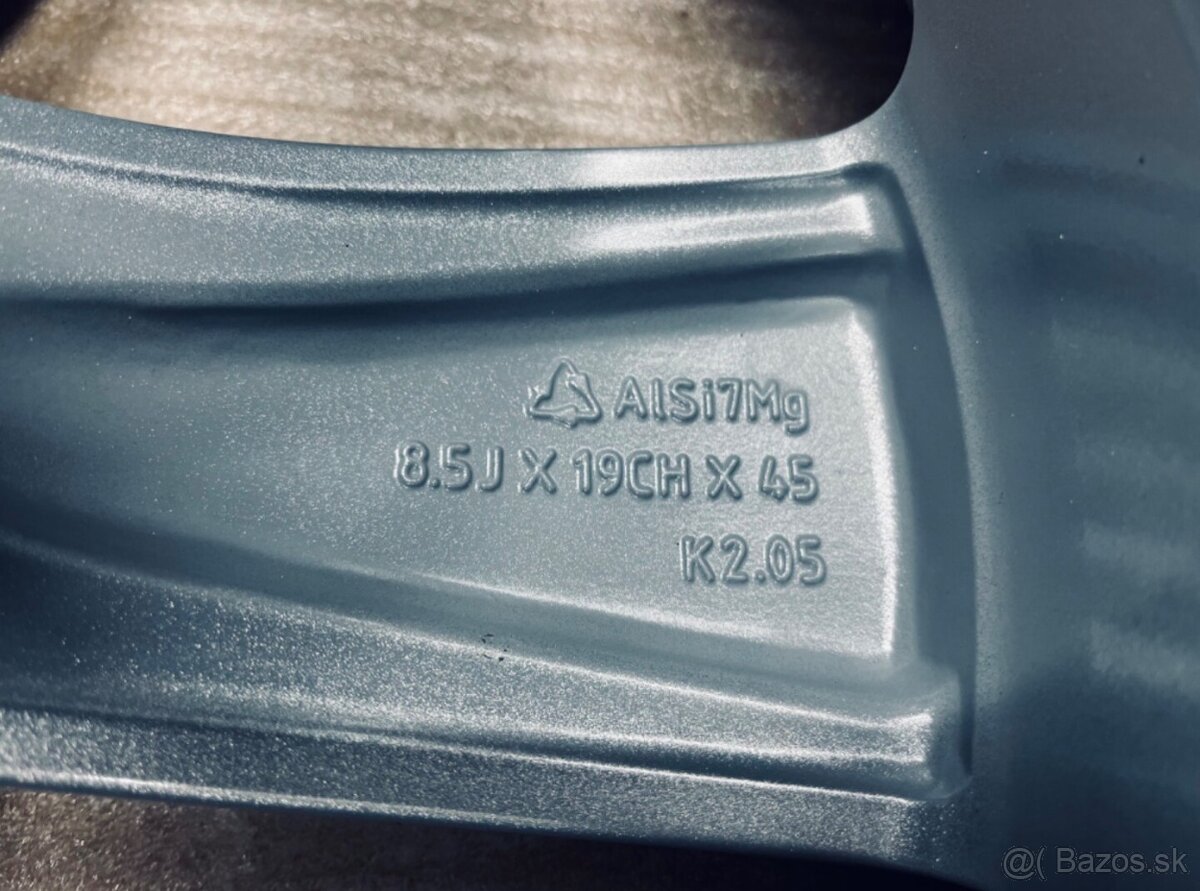 AlSi7Mg
8.5J X 19CH X 45
K2.05
@( Bazos.sk